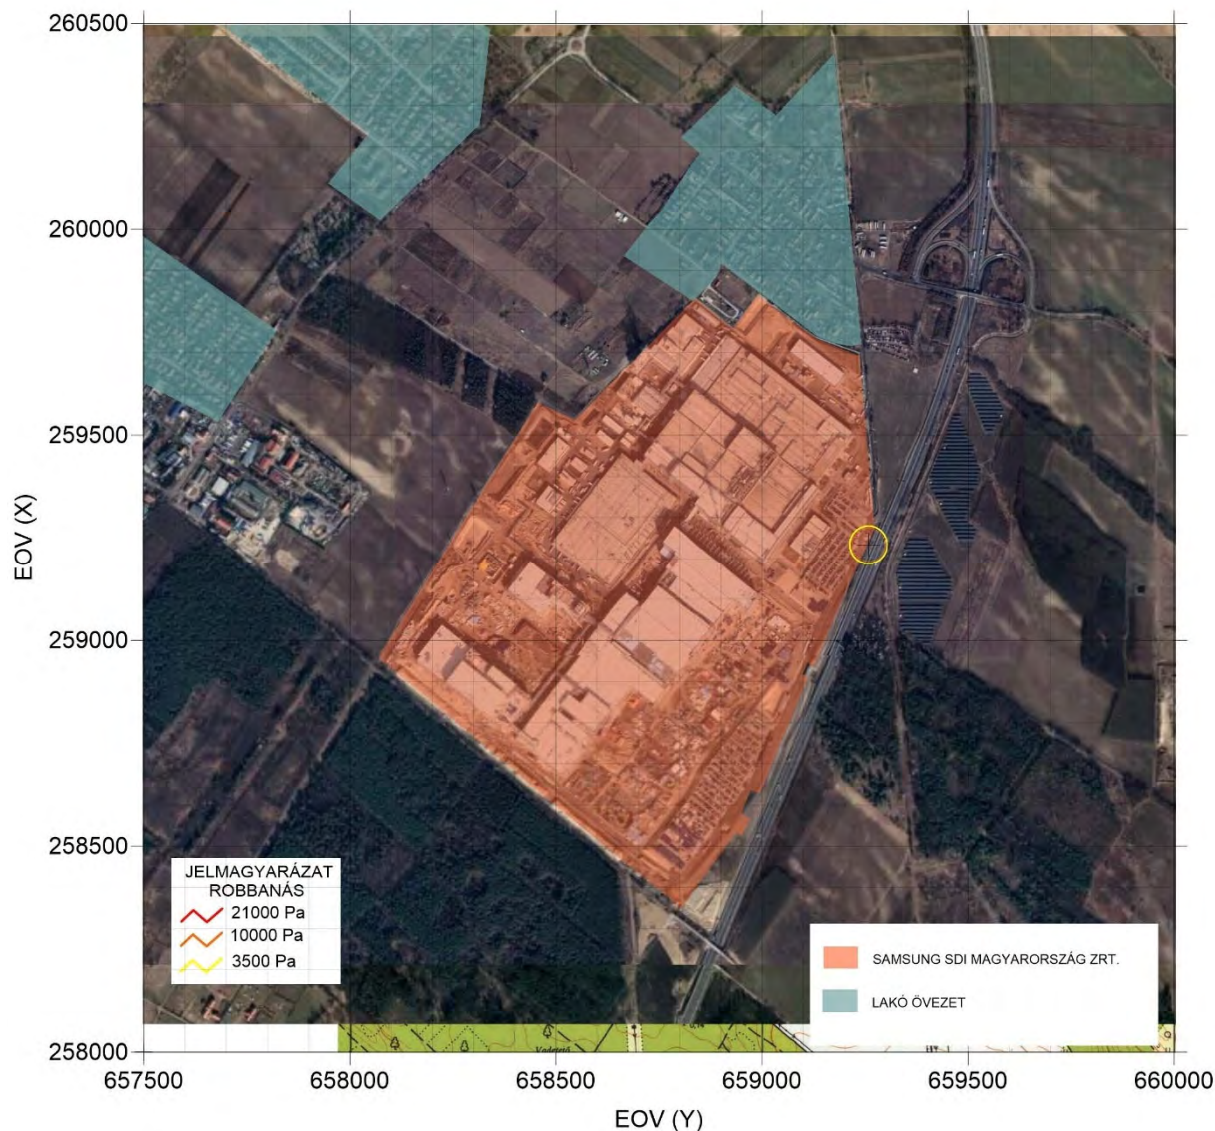 260500
260000
259500
259000
258500
258000
EOV (X)
657500
658000
658500
659000
659500
660000
EOV (Y)
JELMAGYARÁZAT
ROBBANÁS
21000 Pa
10000 Pa
3500 Pa
SAMSUNG SDI MAGYARORSZÁG ZRT.
LAKÓ ÖVEZET